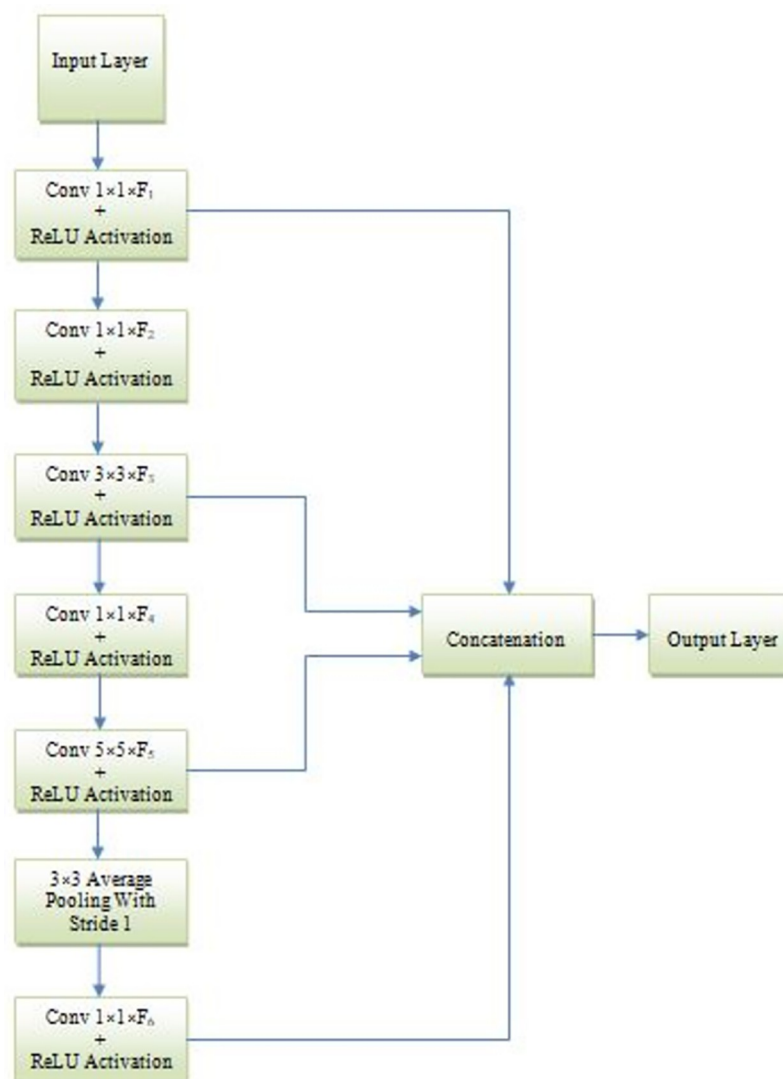 Input Layer
Conv 1×1×F₁
+
ReLU Activation
Conv 1×1×F₂
+
ReLU Activation
Conv 3×3×F₃
+
ReLU Activation
Conv 1×1×F₄
+
ReLU Activation
Concatenation
Output Layer
Conv 5×5×F₅
+
ReLU Activation
3×3 Average
Pooling With
Stride 1
Conv 1×1×F₆
+
ReLU Activation